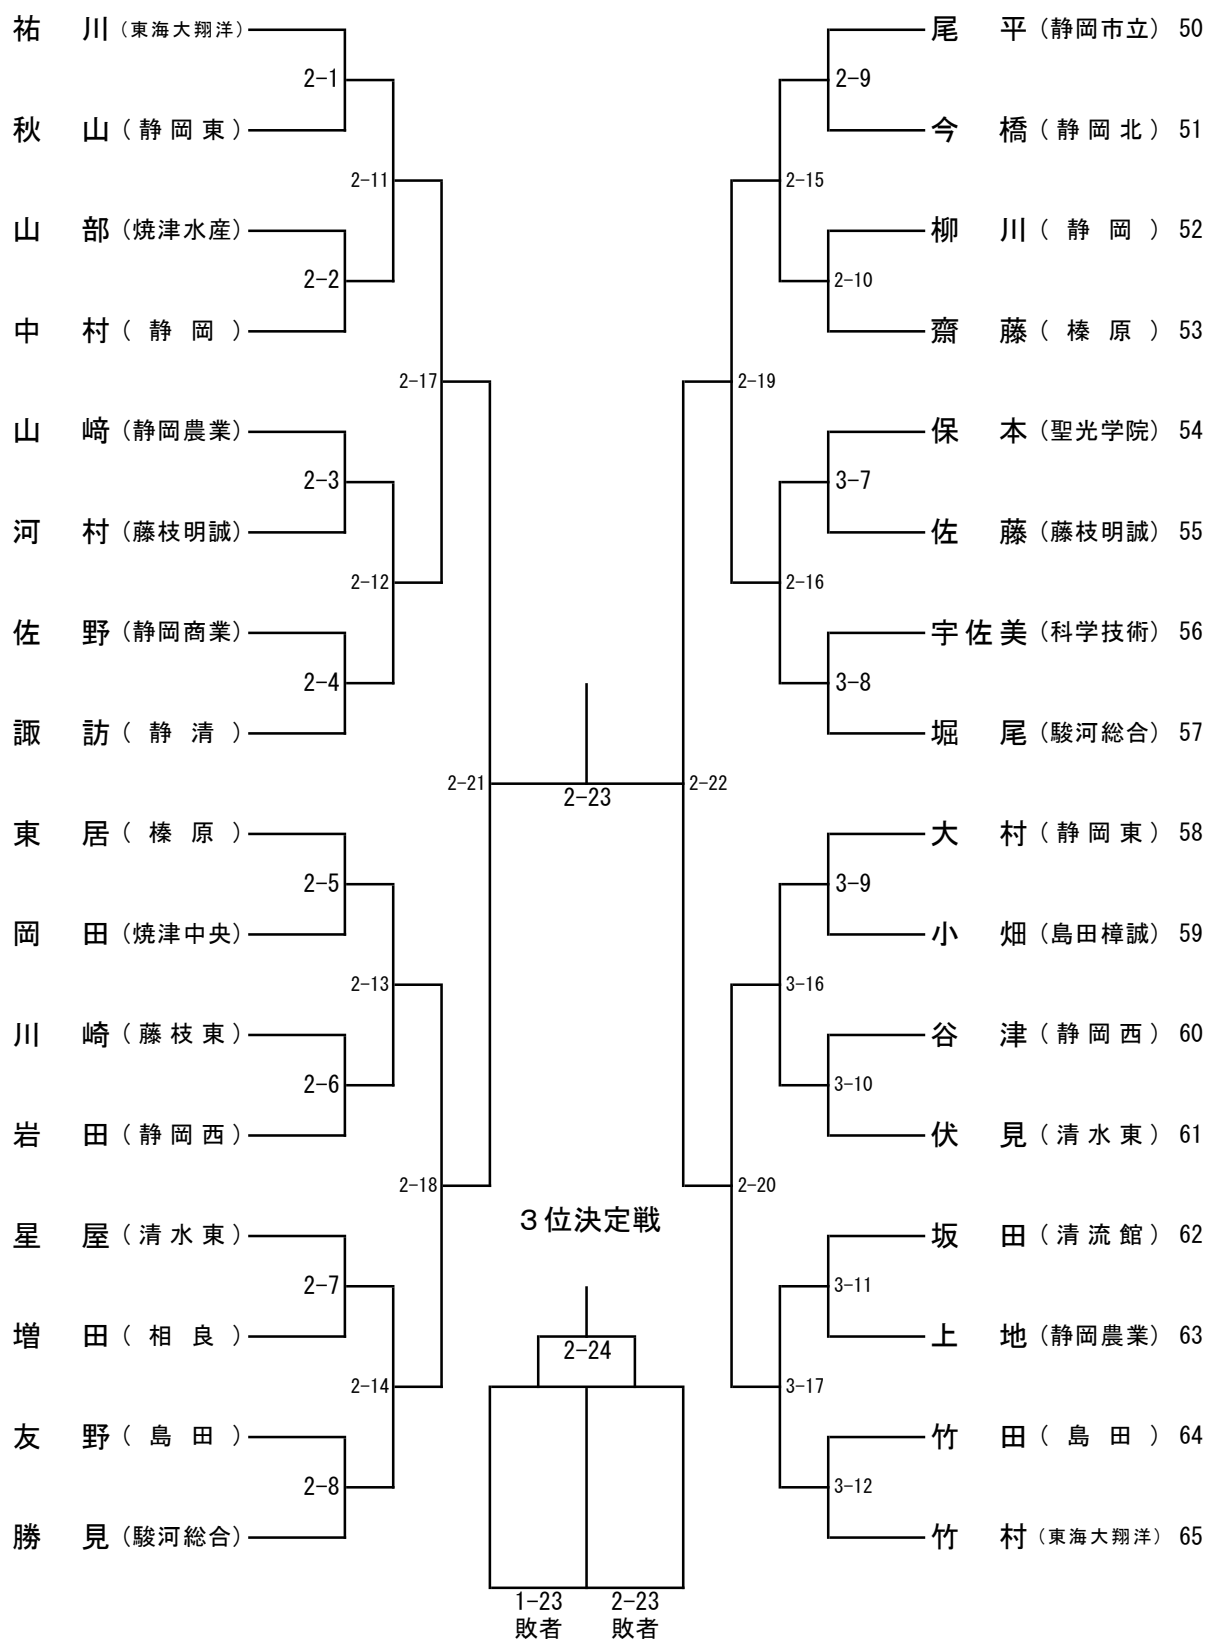 祐川（東海大翔洋）
2-1
秋山（静岡東）
2-11
山部（焼津水産）
2-2
中村（静岡）
2-17
山﨑（静岡農業）
2-3
河村（藤枝明誠）
2-12
佐野（静岡商業）
2-4
諏訪（静清）
2-21
東居（榛原）
2-5
岡田（焼津中央）
2-13
川崎（藤枝東）
2-6
岩田（静岡西）
2-18
星屋（清水東）
2-7
増田（相良）
2-14
友野（島田）
2-8
勝見（駿河総合）
2-23
３位決定戦
2-24
1-23 2-23
敗者 敗者
尾平（静岡市立） 50
2-9
今橋（静岡北） 51
2-15
柳川（静岡） 52
2-10
齋藤（榛原） 53
2-19
保本（聖光学院） 54
3-7
佐藤（藤枝明誠） 55
2-16
宇佐美（科学技術） 56
3-8
堀尾（駿河総合） 57
2-22
大村（静岡東） 58
3-9
小畑（島田樟誠） 59
3-16
谷津（静岡西） 60
3-10
伏見（清水東） 61
2-20
坂田（清流館） 62
3-11
上地（静岡農業） 63
3-17
竹田（島田） 64
3-12
竹村（東海大翔洋） 65